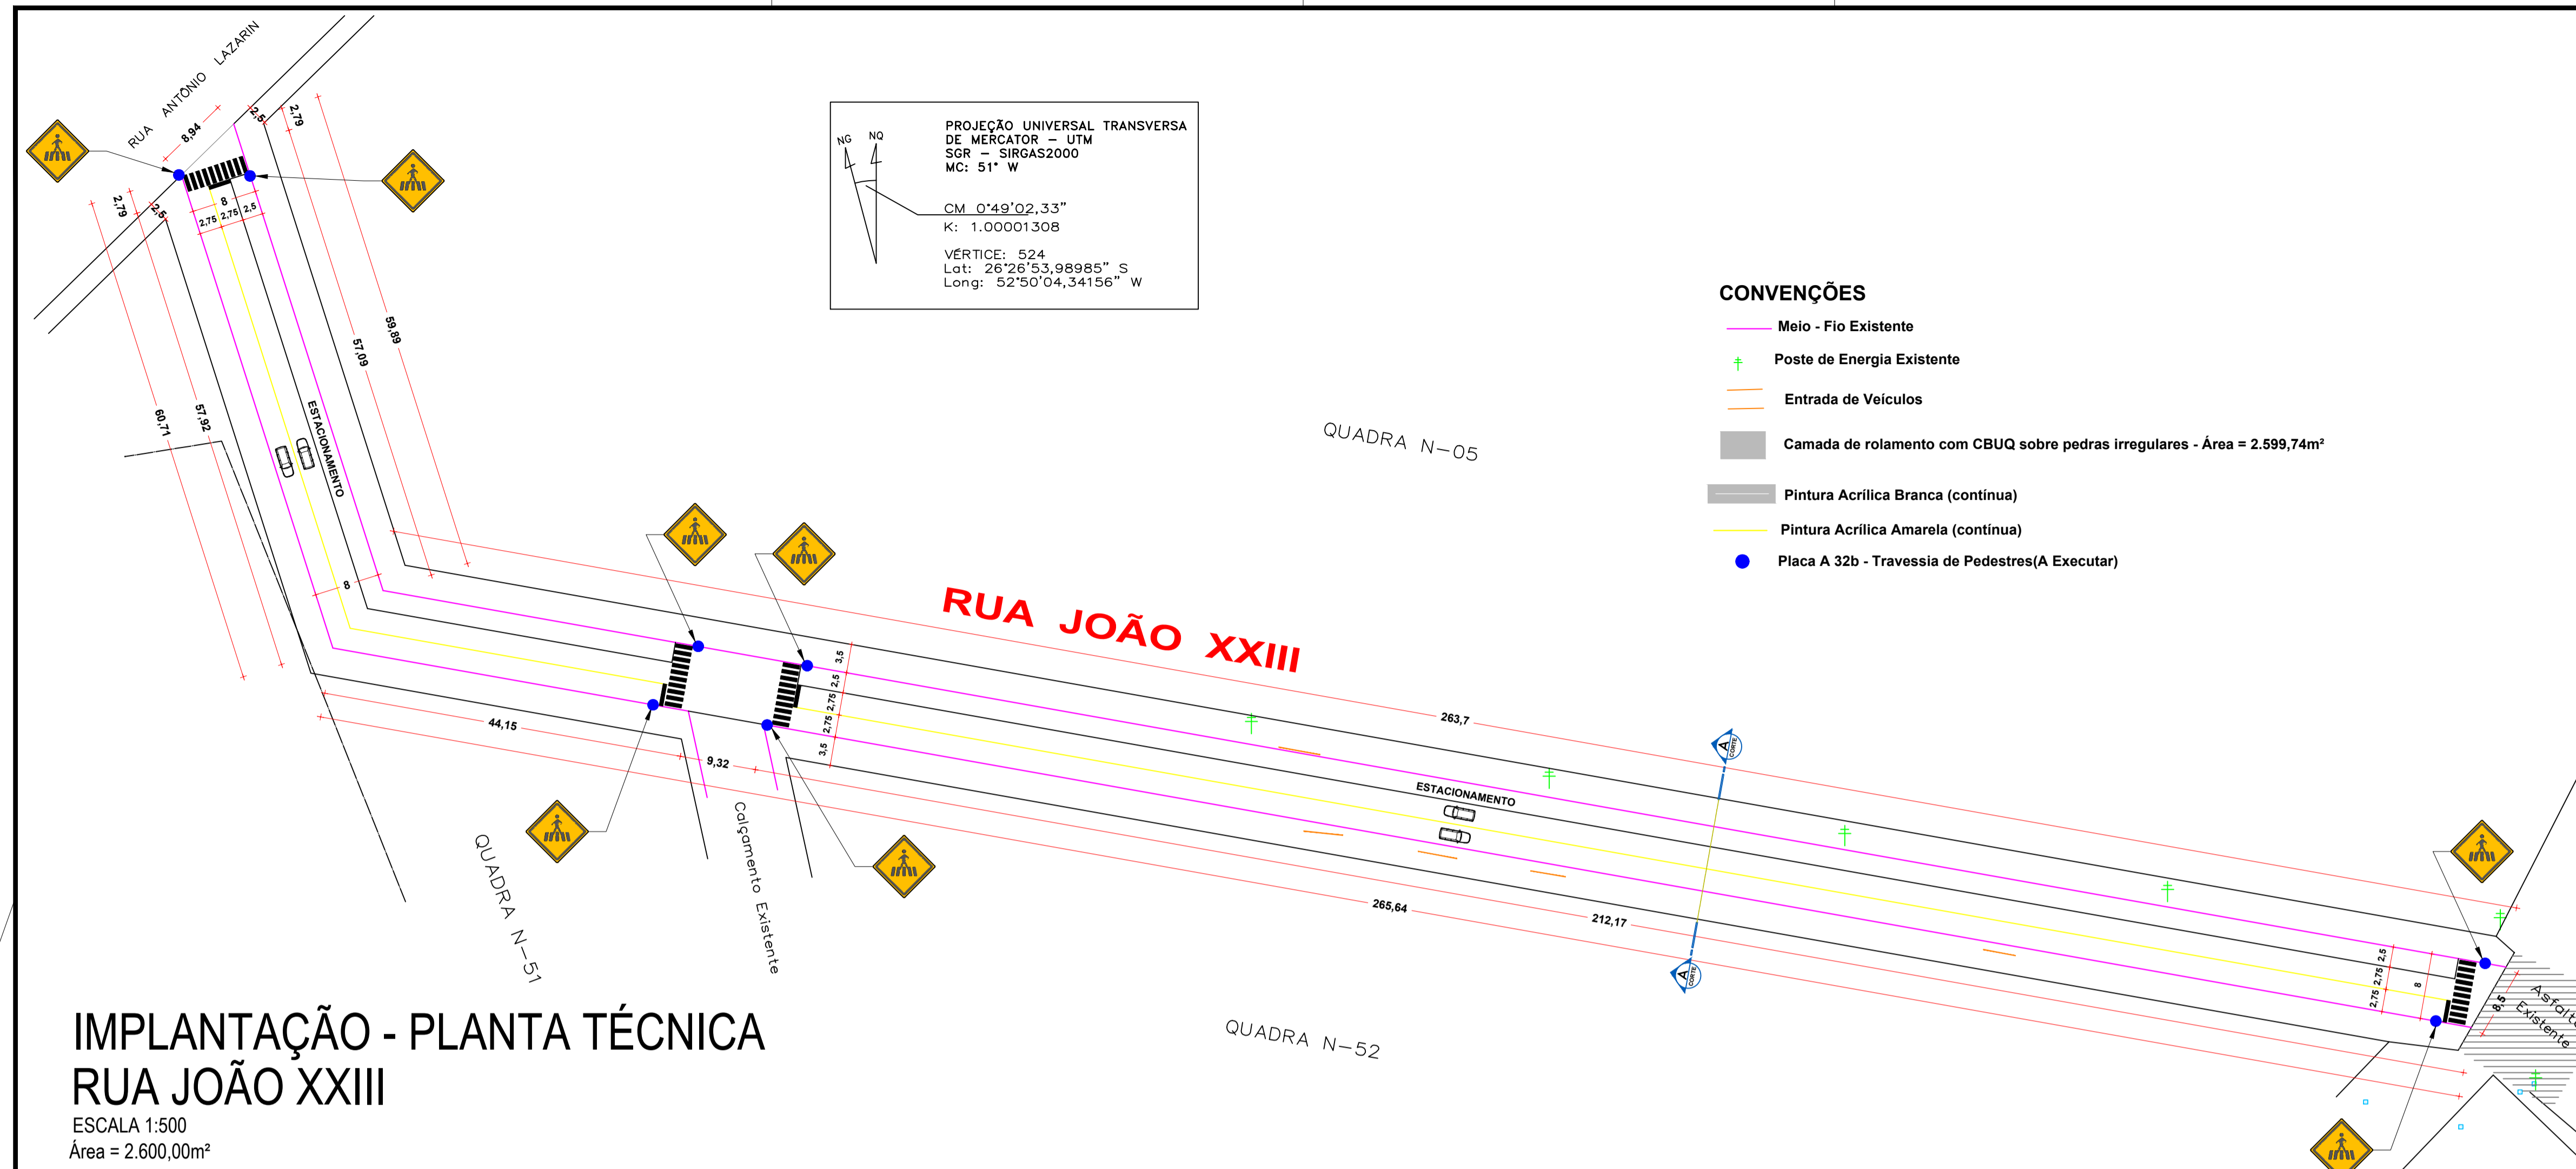 RUA ANTÔNIO LAZARIN
8,94
2,5
2,79
2,79
2,5
8
2,75 2,75 2,5
59,89
57,09
60,71
57,92
ESTACIONAMENTO
8
NG NQ
PROJEÇÃO UNIVERSAL TRANSVERSA
DE MERCATOR – UTM
SGR – SIRGAS2000
MC: 51° W
CM 0°49'02,33"
K: 1.00001308
VÉRTICE: 524
Lat: 26°26'53,98985" S
Long: 52°50'04,34156" W
CONVENÇÕES
Meio - Fio Existente
Poste de Energia Existente
Entrada de Veículos
Camada de rolamento com CBUQ sobre pedras irregulares - Área = 2.599,74m²
Pintura Acrílica Branca (contínua)
Pintura Acrílica Amarela (contínua)
Placa A 32b - Travessia de Pedestres(A Executar)
QUADRA N–05
RUA JOÃO XXIII
3,5
2,5
2,75
2,75
3,5
263,7
44,15
9,32
A
CORTE
ESTACIONAMENTO
265,64
212,17
A
CORTE
Calçamento Existente
QUADRA N–51
QUADRA N–52
2,5
2,75
2,75
8
8,5
Asfalto
Existente
IMPLANTAÇÃO - PLANTA TÉCNICA
RUA JOÃO XXIII
ESCALA 1:500
Área = 2.600,00m²